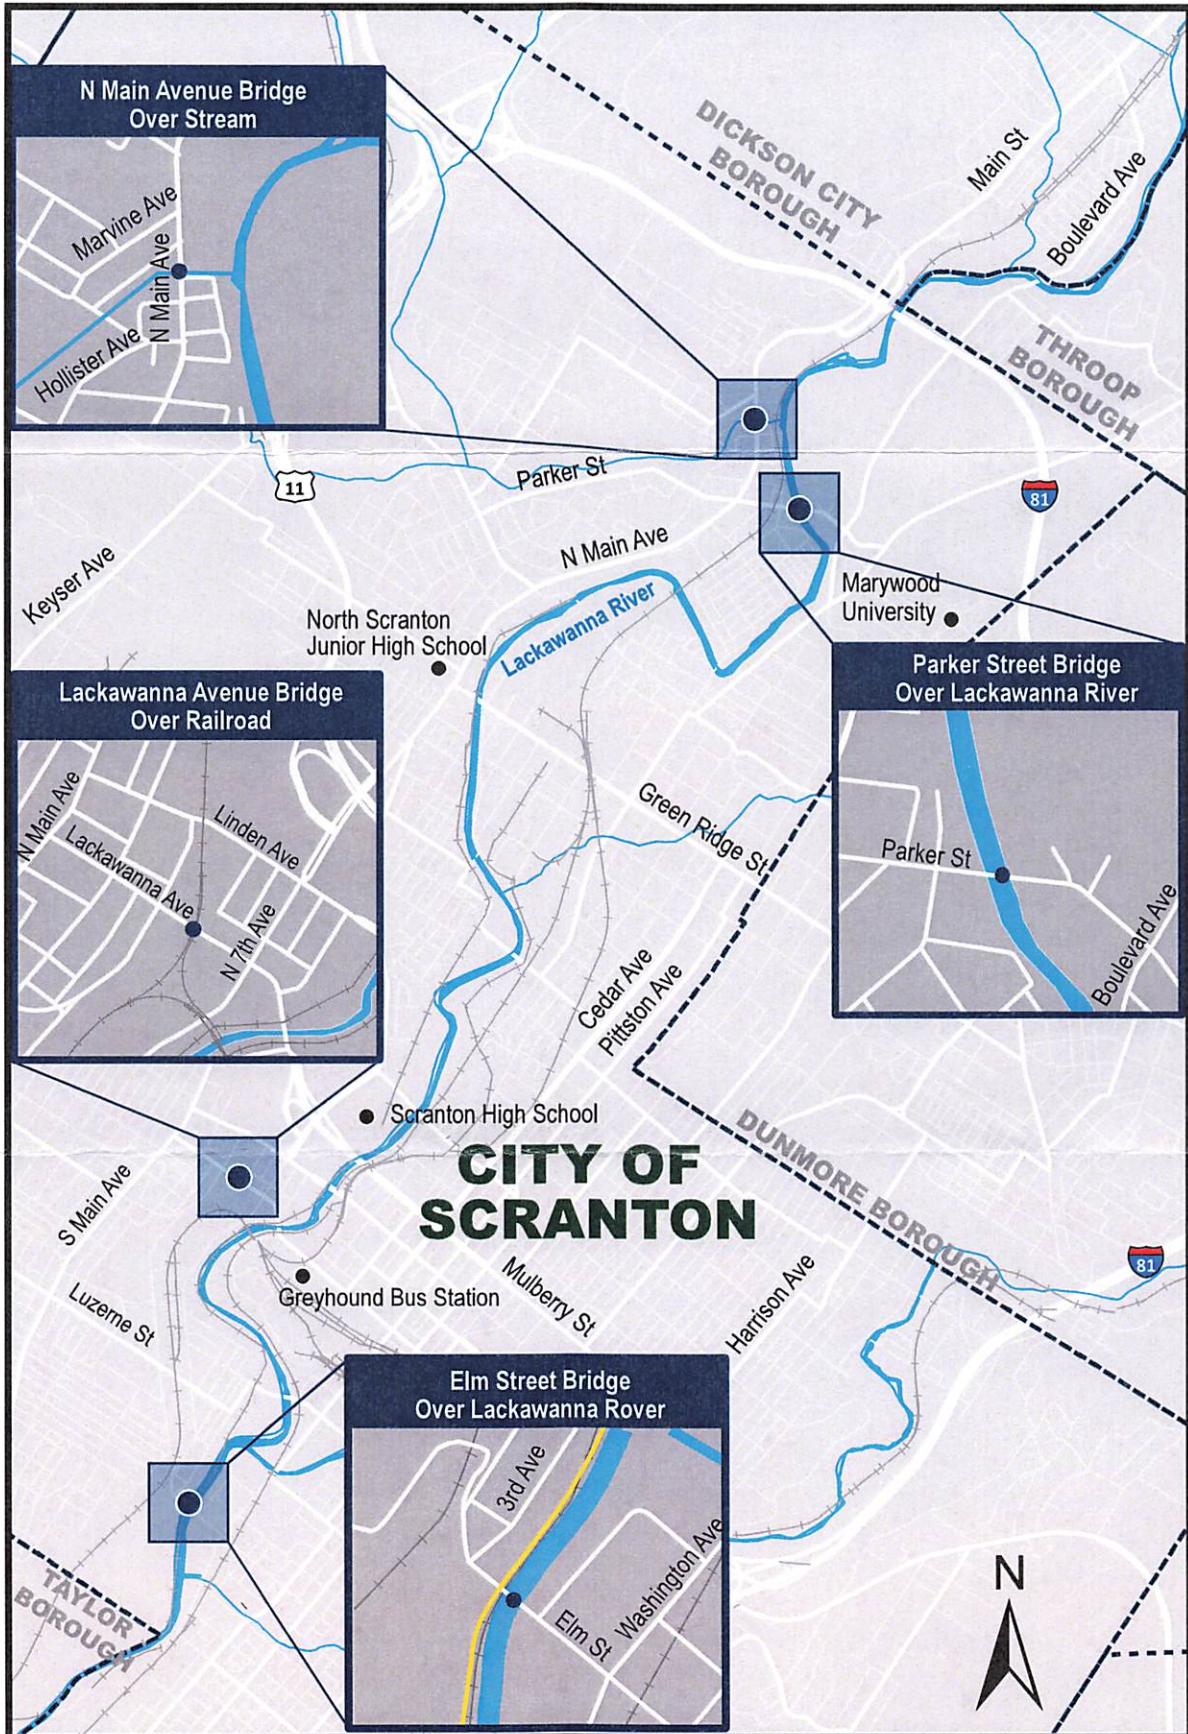 N Main Avenue Bridge
Over Stream
Marvine Ave
N Main Ave
Hollister Ave
DICKSON CITY
BOROUGH
Main St
Boulevard Ave
THROOP
BOROUGH
81
11
Parker St
N Main Ave
Keyser Ave
Lackawanna River
North Scranton
Junior High School
Marywood
University
Lackawanna Avenue Bridge
Over Railroad
N Main Ave
Lackawanna Ave
Linden Ave
N 7th Ave
Parker Street Bridge
Over Lackawanna River
Parker St
Boulevard Ave
Green Ridge St
Cedar Ave
Pittston Ave
Scranton High School
CITY OF
SCRANTON
DUNMORE BOROUGH
81
S Main Ave
Luzerne St
Greyhound Bus Station
Mulberry St
Harrison Ave
Elm Street Bridge
Over Lackawanna Rover
3rd Ave
Washington Ave
Elm St
TAYLOR
BOROUGH
N